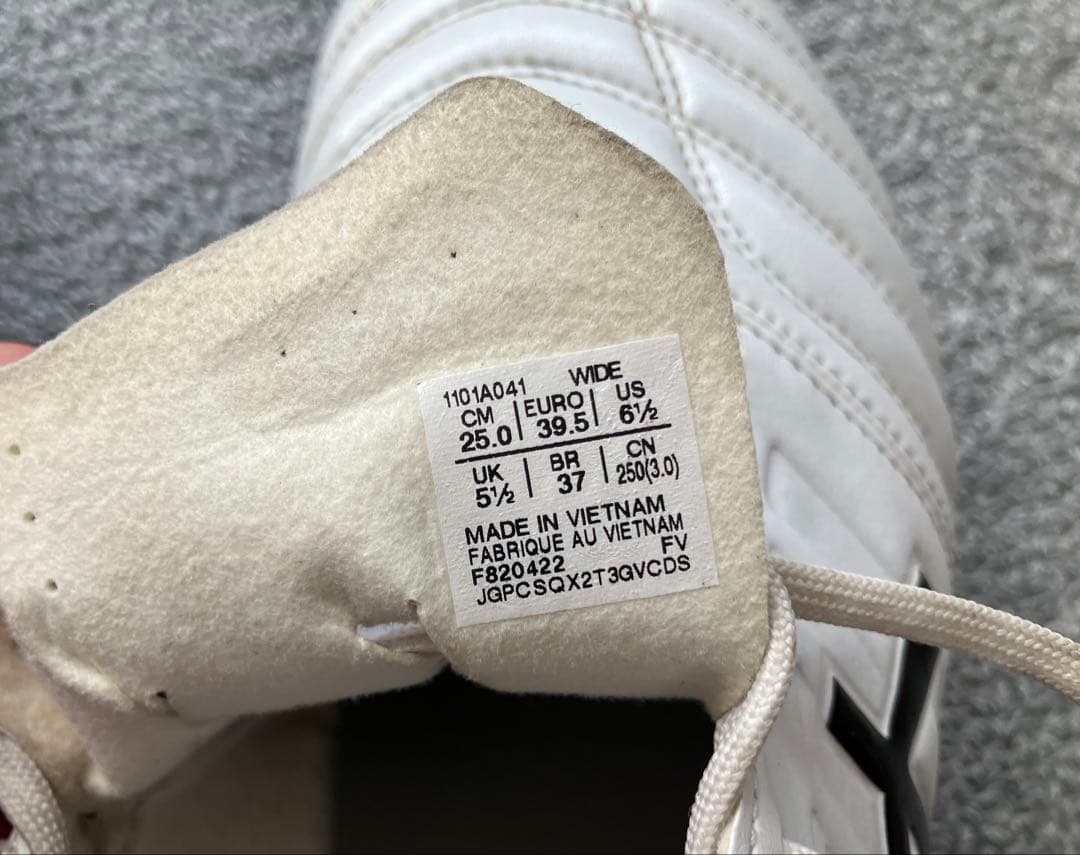 1101A041 WIDE
CM EURO US
25.0 39.5 6½
UK BR CN
5½ 37 250(3.0)
MADE IN VIETNAM
FABRIQUE AU VIETNAM
F820422 FV
JGPCSQX2T3GVCDS